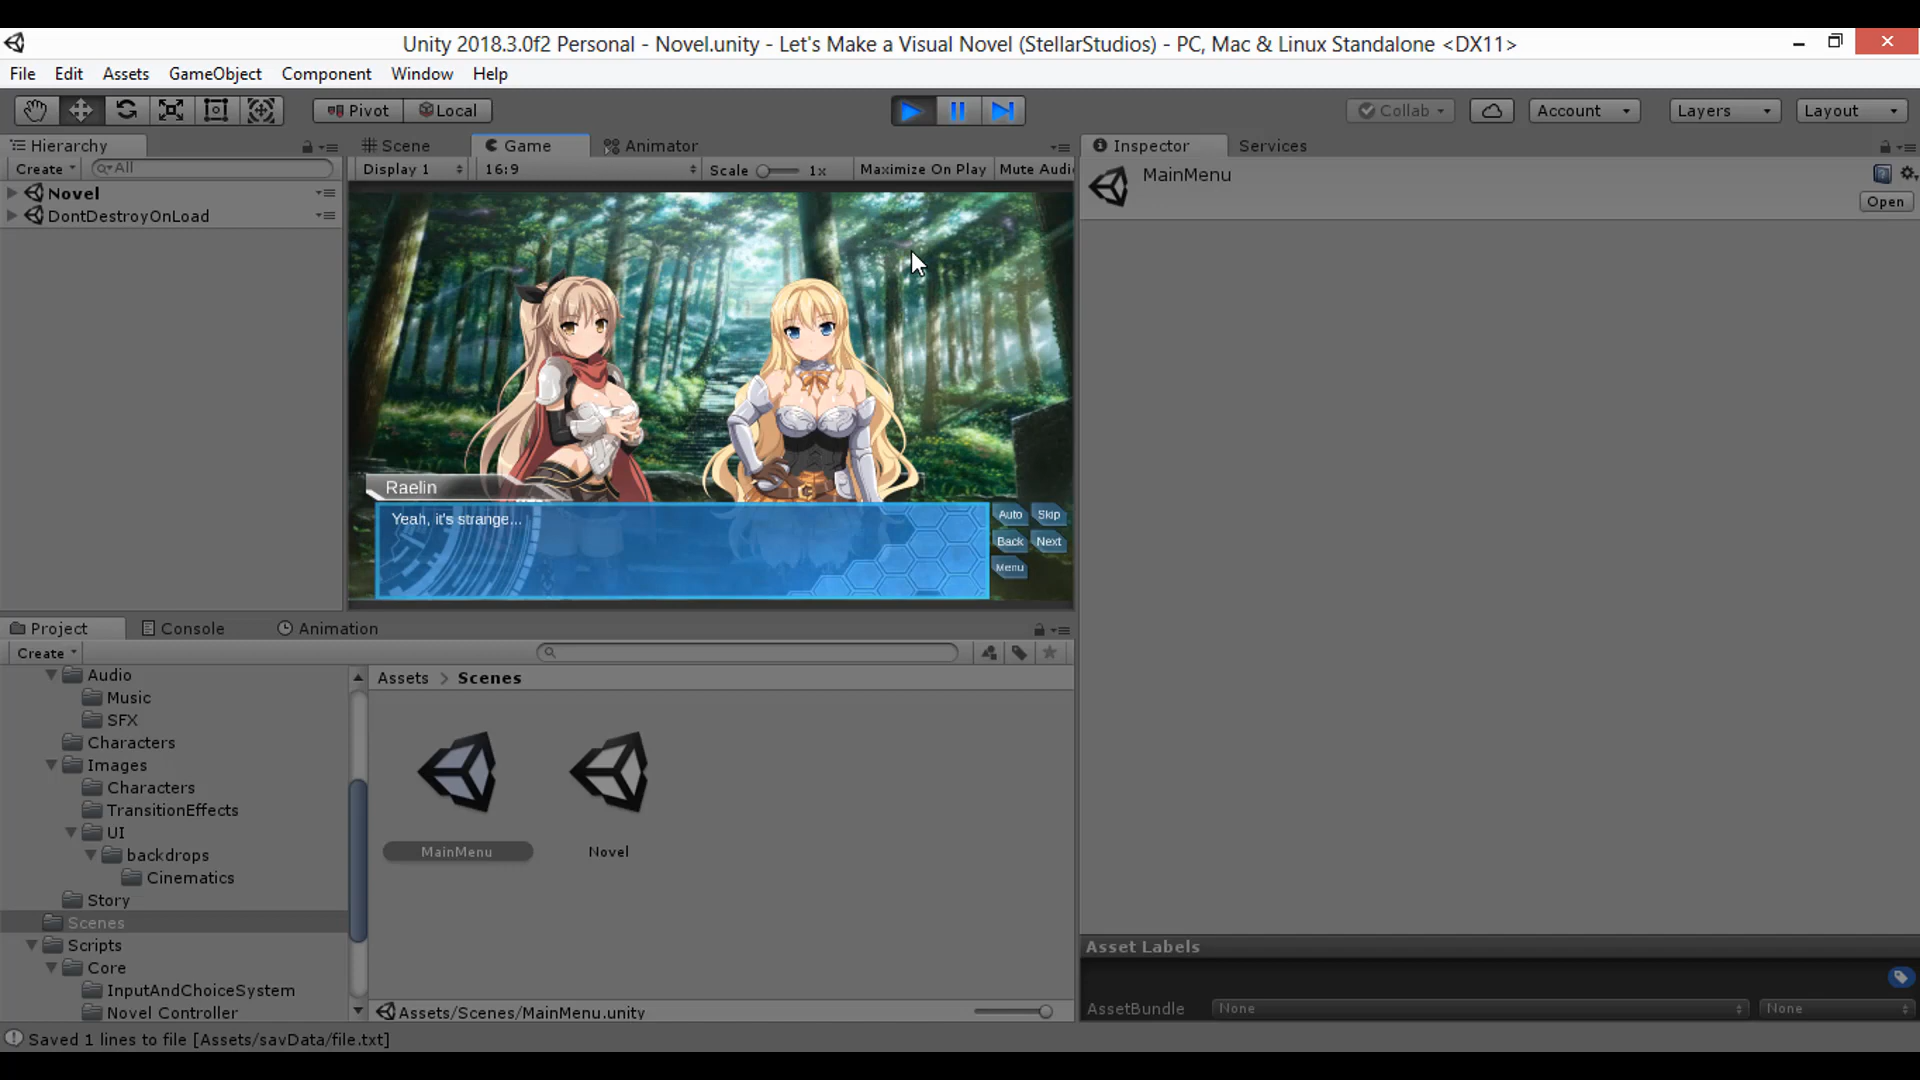 Unity 2018.3.0f2 Personal - Novel.unity - Let's Make a Visual Novel (StellarStudios) - PC, Mac & Linux Standalone <DX11>
File Edit Assets GameObject Component Window Help
Pivot Local Collab Account Layers Layout
Hierarchy
Create All
Novel
DontDestroyOnLoad
Scene Game Animator
Display 1 16:9 Scale 1x Maximize On Play Mute Audi
Raelin
Yeah, it's strange...
Auto Skip
Back Next
Menu
Inspector Services
MainMenu
Open
Project Console Animation
Create
Audio
Music
SFX
Characters
Images
Characters
TransitionEffects
UI
backdrops
Cinematics
Story
Scenes
Scripts
Core
InputAndChoiceSystem
Novel Controller
Assets > Scenes
MainMenu Novel
Assets/Scenes/MainMenu.unity
Asset Labels
AssetBundle None None
Saved 1 lines to file [Assets/savData/file.txt]